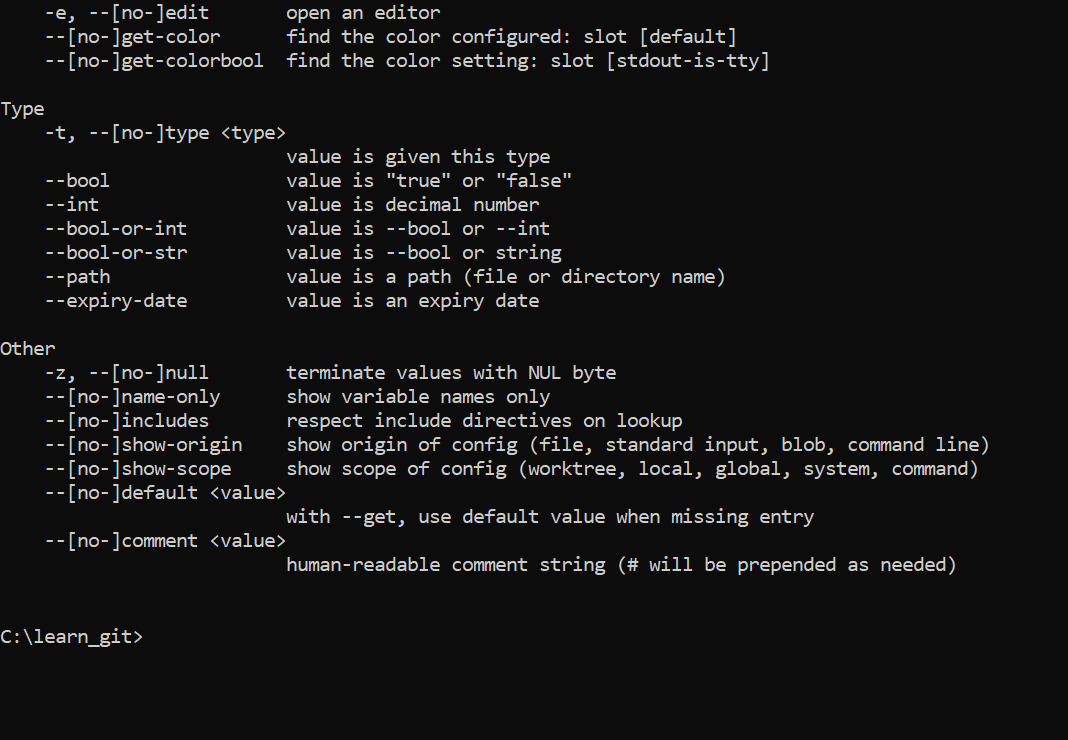 -e, --[no-]edit       open an editor
--[no-]get-color      find the color configured: slot [default]
--[no-]get-colorbool  find the color setting: slot [stdout-is-tty]
Type
-t, --[no-]type <type>
value is given this type
--bool                value is "true" or "false"
--int                 value is decimal number
--bool-or-int         value is --bool or --int
--bool-or-str         value is --bool or string
--path                value is a path (file or directory name)
--expiry-date         value is an expiry date
Other
-z, --[no-]null       terminate values with NUL byte
--[no-]name-only      show variable names only
--[no-]includes       respect include directives on lookup
--[no-]show-origin    show origin of config (file, standard input, blob, command line)
--[no-]show-scope     show scope of config (worktree, local, global, system, command)
--[no-]default <value>
with --get, use default value when missing entry
--[no-]comment <value>
human-readable comment string (# will be prepended as needed)
C:\learn_git>